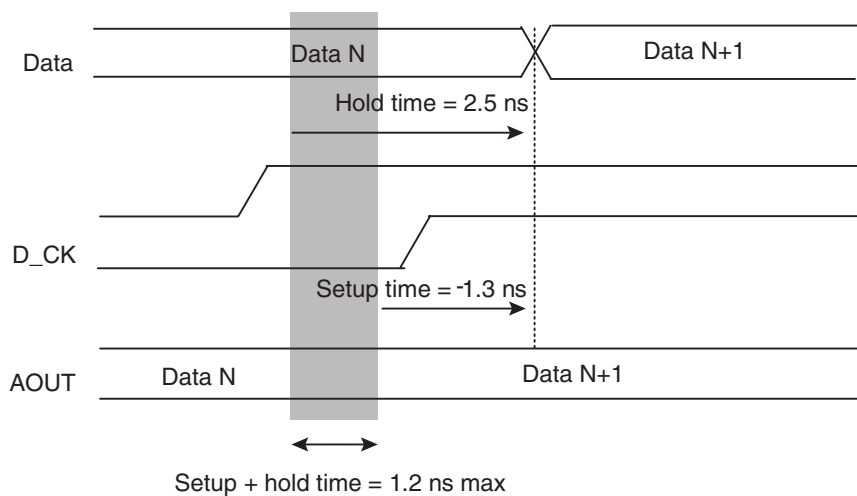 Data
Data N
Data N+1
Hold time = 2.5 ns
D_CK
Setup time = -1.3 ns
AOUT
Data N
Data N+1
Setup + hold time = 1.2 ns max